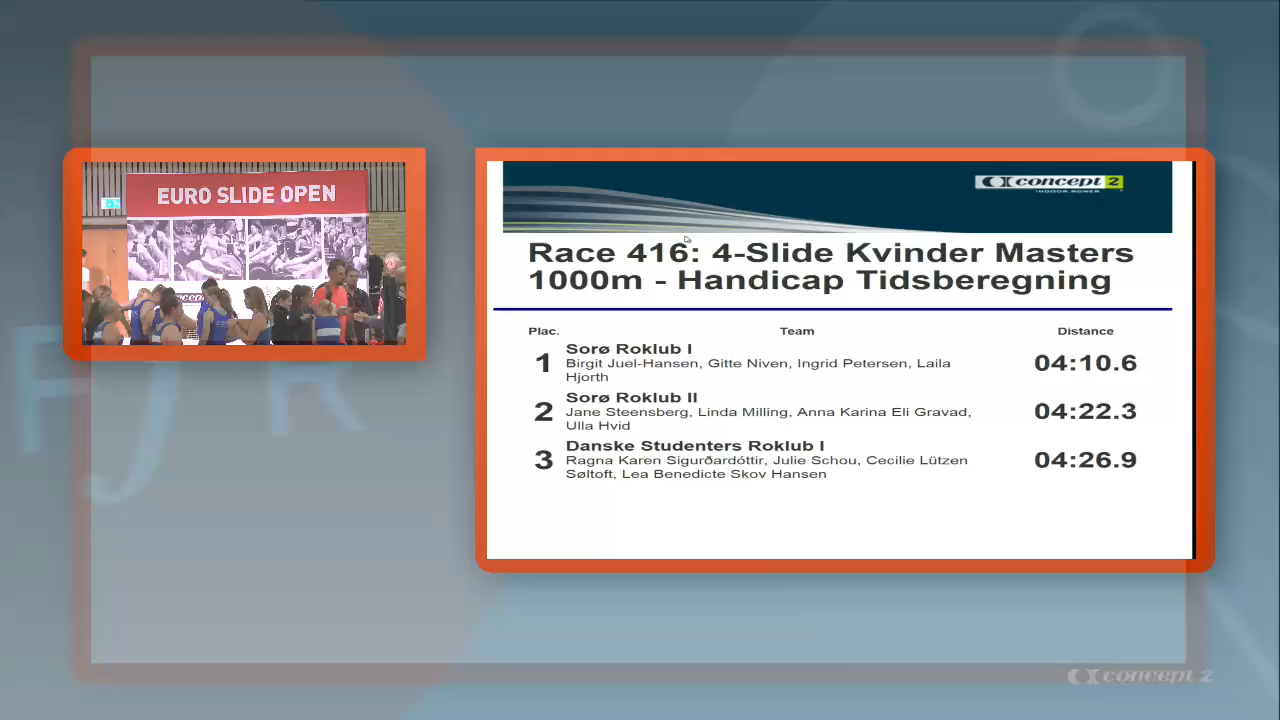 EURO SLIDE OPEN
concept 2
INDOOR ROWER
Race 416: 4-Slide Kvinder Masters
1000m - Handicap Tidsberegning
Plac. Team Distance
1 Sorø Roklub I 04:10.6
Birgit Juel-Hansen, Gitte Niven, Ingrid Petersen, Laila
Hjorth
2 Sorø Roklub II 04:22.3
Jane Steensberg, Linda Milling, Anna Karina Eli Gravad,
Ulla Hvid
3 Danske Studenters Roklub I 04:26.9
Ragna Karen Sigurðardóttir, Julie Schou, Cecilie Lützen
Søltoft, Lea Benedicte Skov Hansen
concept 2